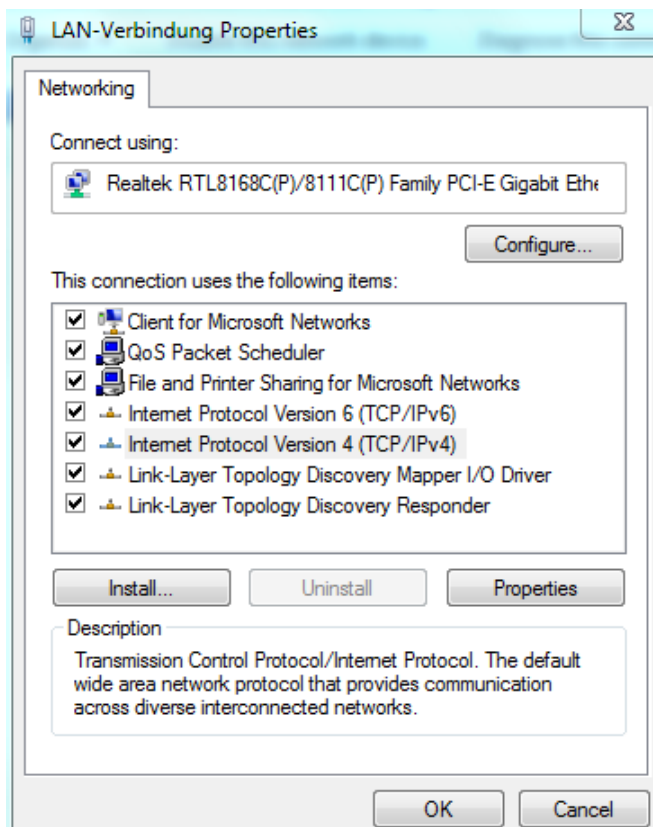 LAN-Verbindung Properties
Networking
Connect using:
Realtek RTL8168C(P)/8111C(P) Family PCI-E Gigabit Ethe
Configure...
This connection uses the following items:
Client for Microsoft Networks
QoS Packet Scheduler
File and Printer Sharing for Microsoft Networks
Internet Protocol Version 6 (TCP/IPv6)
Internet Protocol Version 4 (TCP/IPv4)
Link-Layer Topology Discovery Mapper I/O Driver
Link-Layer Topology Discovery Responder
Install...
Uninstall
Properties
Description
Transmission Control Protocol/Internet Protocol. The default
wide area network protocol that provides communication
across diverse interconnected networks.
OK
Cancel